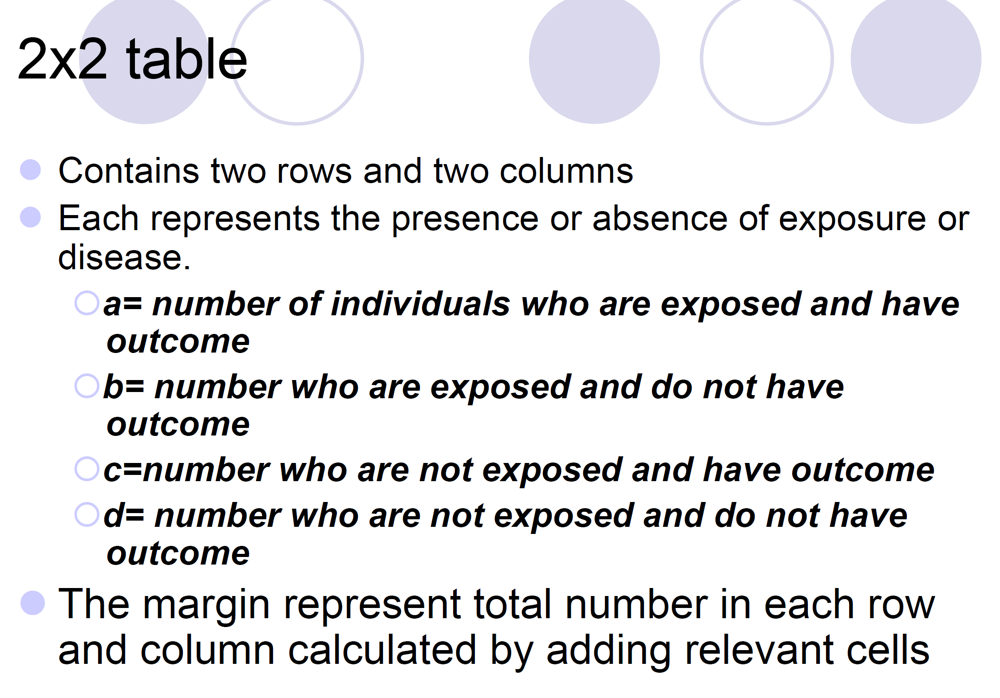 2x2 table
Contains two rows and two columns
Each represents the presence or absence of exposure or
disease.
a= number of individuals who are exposed and have
outcome
b= number who are exposed and do not have
outcome
c=number who are not exposed and have outcome
d= number who are not exposed and do not have
outcome
The margin represent total number in each row
and column calculated by adding relevant cells